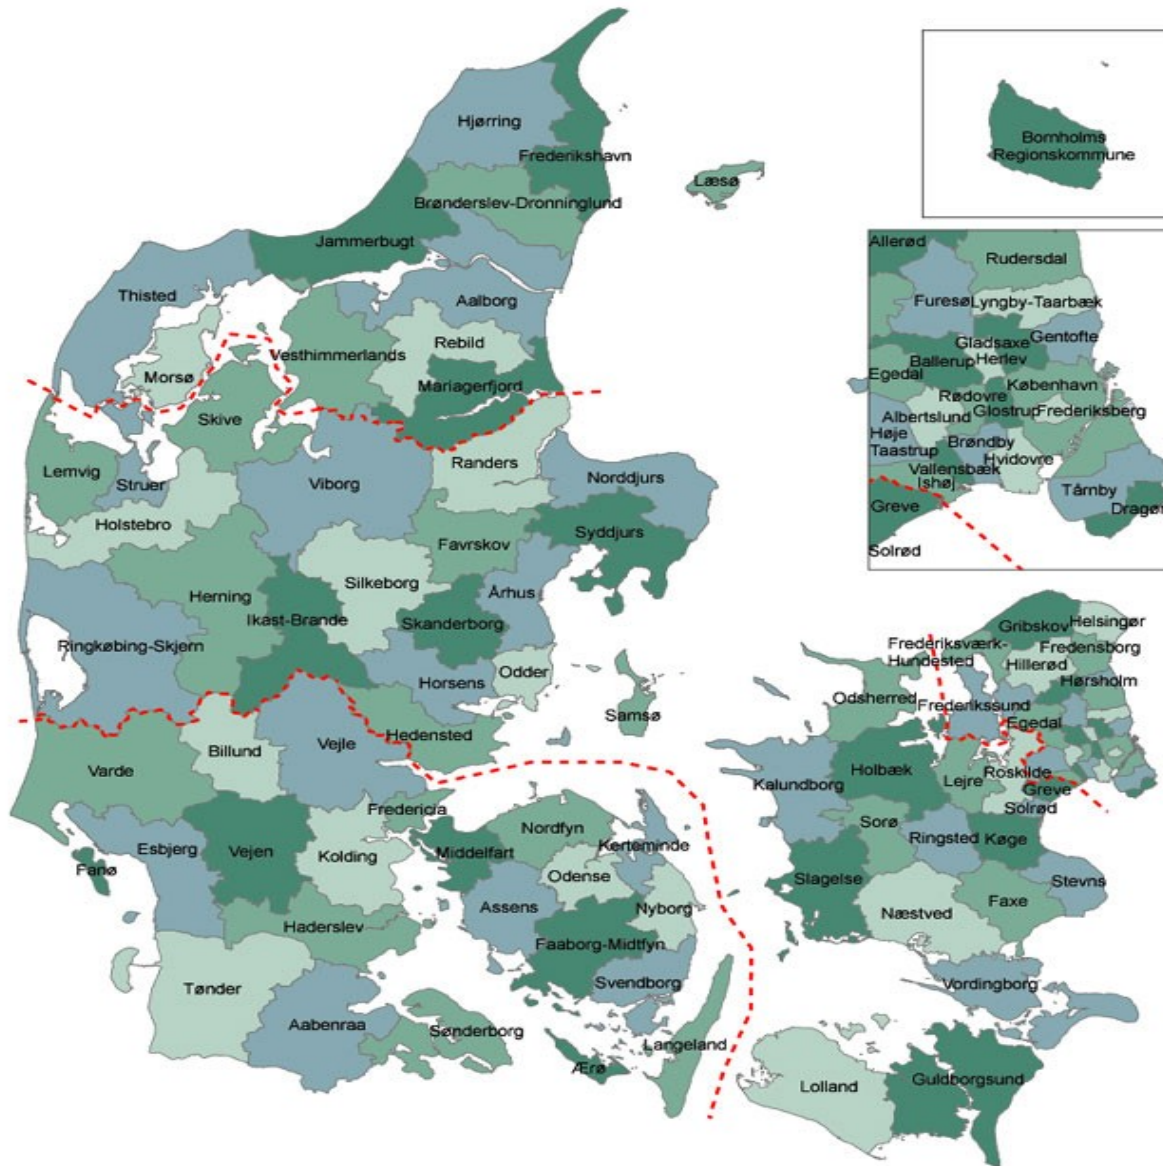 Hjørring
Frederikshavn
Læsø
Brønderslev-Dronninglund
Jammerbugt
Thisted
Aalborg
Vesthimmerlands
Rebild
Morsø
Mariagerfjord
Skive
Lemvig
Struer
Viborg
Randers
Norddjurs
Holstebro
Favrskov
Syddjurs
Silkeborg
Herning
Århus
Ikast-Brande
Skanderborg
Ringkøbing-Skjern
Odder
Horsens
Samsø
Hedensted
Billund
Vejle
Varde
Fredericia
Nordfyn
Esbjerg
Vejen
Kolding
Middelfart
Kerteminde
Fanø
Odense
Assens
Nyborg
Haderslev
Faaborg-Midtfyn
Svendborg
Tønder
Aabenraa
Sønderborg
Langeland
Ærø
Bornholms
Regionskommune
Allerød
Rudersdal
Furesø
Lyngby-Taarbæk
Gladsaxe
Gentofte
Herlev
Ballerup
Egedal
København
Rødovre
Albertslund
Glostrup
Frederiksberg
Høje
Taastrup
Brøndby
Hvidovre
Vallensbæk
Ishøj
Tårnby
Greve
Dragør
Solrød
Gribskov
Helsingør
Frederiksværk-
Hundested
Fredensborg
Hillerød
Hørsholm
Odsherred
Frederikssund
Egedal
Holbæk
Kalundborg
Lejre
Roskilde
Greve
Solrød
Sorø
Ringsted
Køge
Slagelse
Stevns
Næstved
Faxe
Vordingborg
Lolland
Guldborgsund